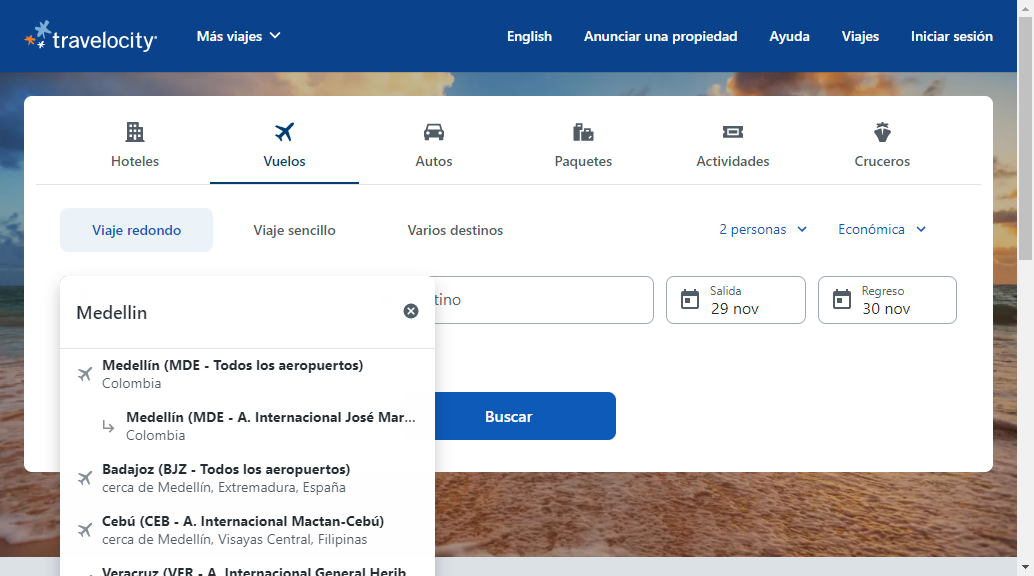 travelocity
Más viajes
English
Anunciar una propiedad
Ayuda
Viajes
Iniciar sesión
Hoteles
Vuelos
Autos
Paquetes
Actividades
Cruceros
Viaje redondo
Viaje sencillo
Varios destinos
2 personas
Económica
Medellin
tino
Salida
29 nov
Regreso
30 nov
Medellín (MDE - Todos los aeropuertos)
Colombia
Medellín (MDE - A. Internacional José Mar...
Colombia
Buscar
Badajoz (BJZ - Todos los aeropuertos)
cerca de Medellín, Extremadura, España
Cebú (CEB - A. Internacional Mactan-Cebú)
cerca de Medellín, Visayas Central, Filipinas
Veracruz (VER - A. Internacional General Herib